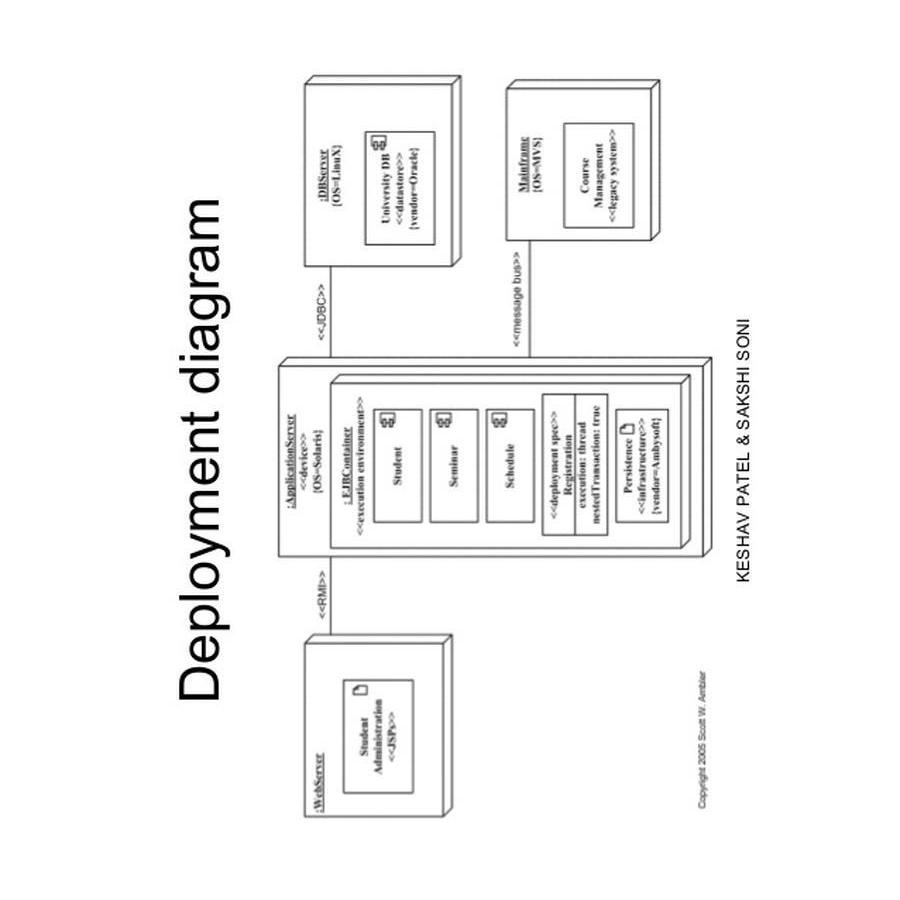 Deployment diagram
:WebServer
Student
Administration
<<JSPs>>
<<RMI>>
:ApplicationServer
<<device>>
{OS=Solaris}
: EJBContainer
<<execution environment>>
Student
Seminar
Schedule
<<deployment spec>>
Registration
execution: thread
nestedTransaction: true
Persistence
<<infrastructure>>
{vendor=Ambysoft}
<<JDBC>>
:DBServer
{OS=LinuX}
University DB
<<datastore>>
{vendor=Oracle}
<<message bus>>
Mainframe
{OS=MVS}
Course
Management
<<legacy system>>
Copyright 2005 Scott W. Ambler
KESHAV PATEL & SAKSHI SONI